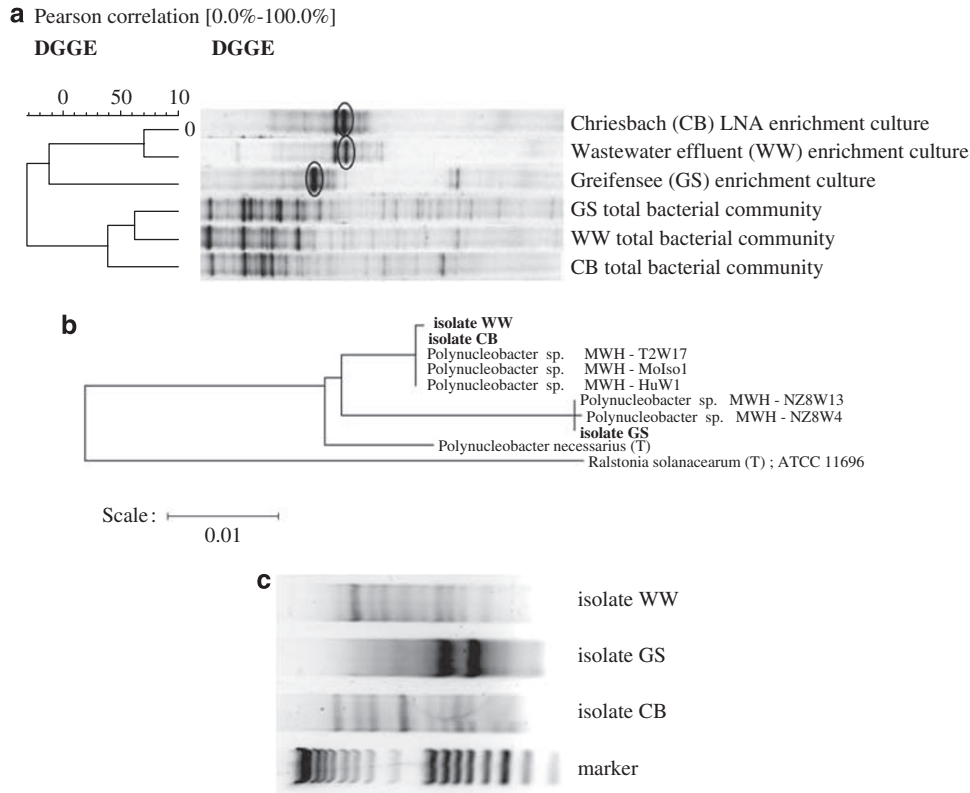 a Pearson correlation [0.0%-100.0%]
DGGE DGGE
0 50 10
0
Chriesbach (CB) LNA enrichment culture
Wastewater effluent (WW) enrichment culture
Greifensee (GS) enrichment culture
GS total bacterial community
WW total bacterial community
CB total bacterial community
b
isolate WW
isolate CB
Polynucleobacter sp. MWH - T2W17
Polynucleobacter sp. MWH - MoIso1
Polynucleobacter sp. MWH - HuW1
Polynucleobacter sp. MWH - NZ8W13
Polynucleobacter sp. MWH - NZ8W4
isolate GS
Polynucleobacter necessarius (T)
Ralstonia solanacearum (T) ; ATCC 11696
Scale:
0.01
c
isolate WW
isolate GS
isolate CB
marker